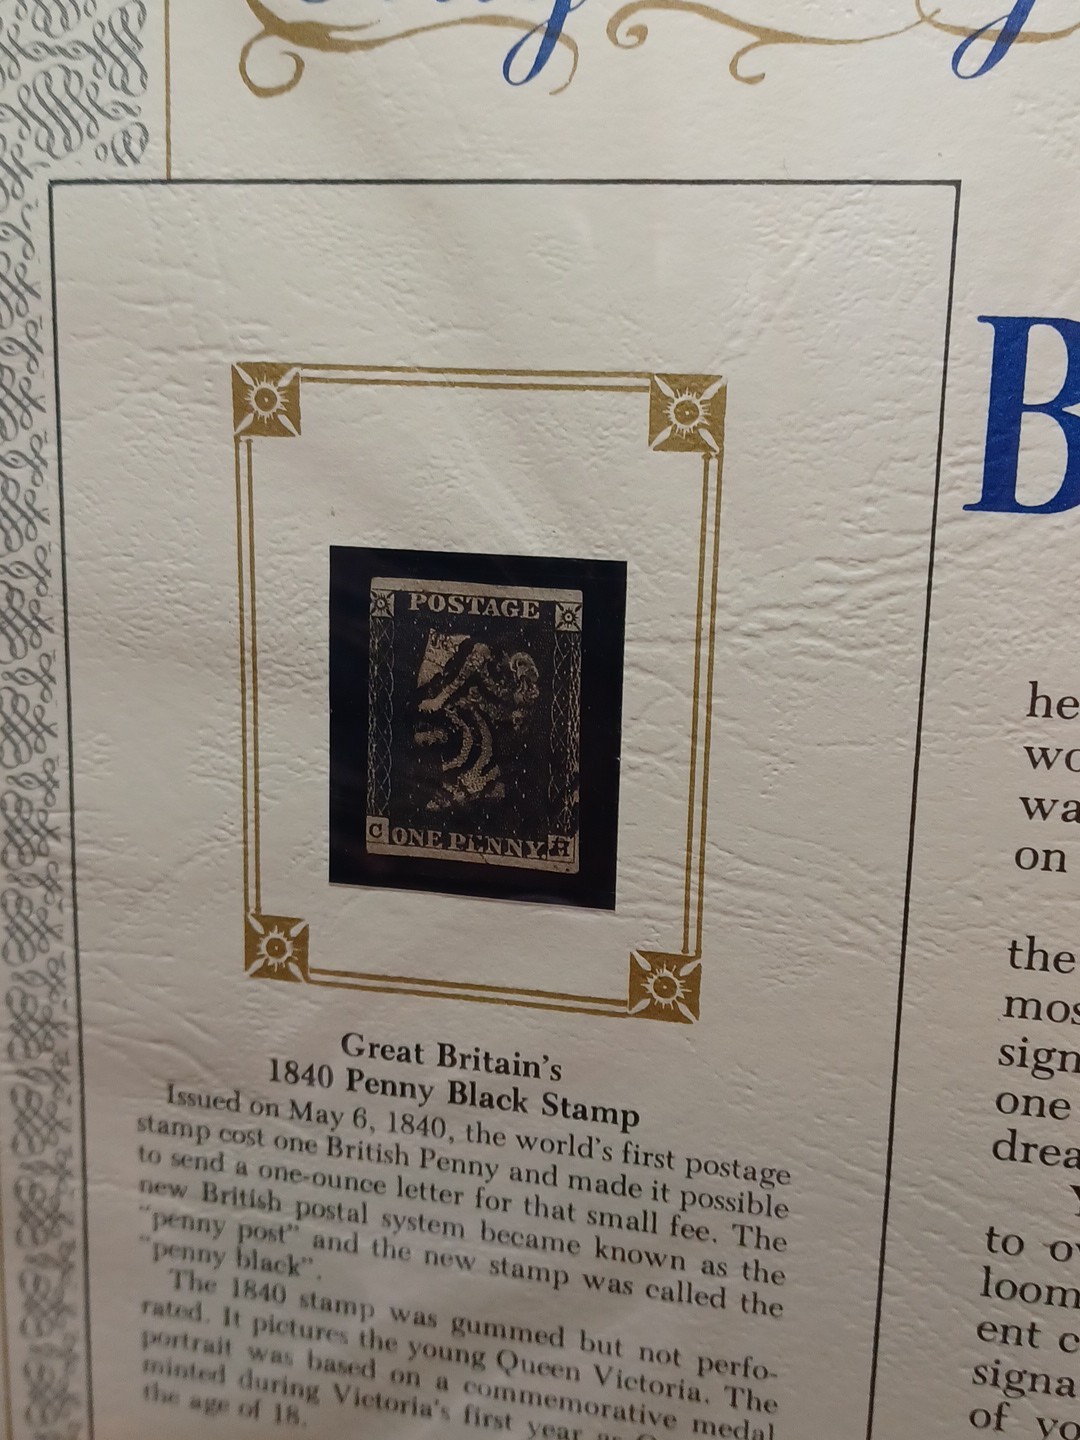 POSTAGE
C ONE PENNY. H
Great Britain's
1840 Penny Black Stamp
Issued on May 6, 1840, the world's first postage
stamp cost one British Penny and made it possible
to send a one-ounce letter for that small fee. The
new British postal system became known as the
"penny post" and the new stamp was called the
"penny black".
The 1840 stamp was gummed but not perfo-
rated. It pictures the young Queen Victoria. The
portrait was based on a commemorative medal
minted during Victoria's first year as
the age of 18.
B
he
wo
wa
on
the
mos
sign
one
drea
Y
to ov
loom
ent c
signa
of yo